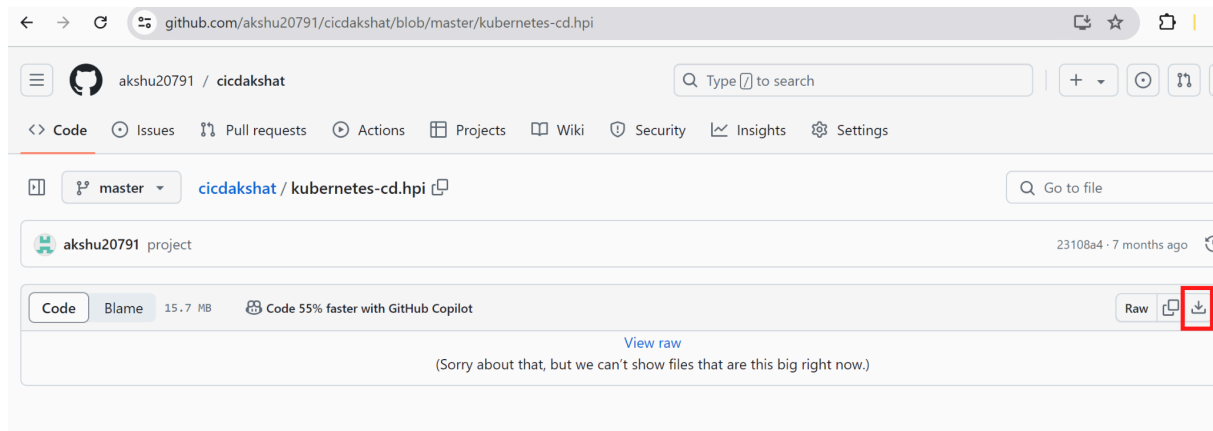 github.com/akshu20791/cicdakshat/blob/master/kubernetes-cd.hpi
akshu20791 / cicdakshat
Type / to search
<> Code Issues Pull requests Actions Projects Wiki Security Insights Settings
master cicdakshat / kubernetes-cd.hpi Go to file
akshu20791 project 23108a4 · 7 months ago
Code Blame 15.7 MB Code 55% faster with GitHub Copilot Raw
View raw
(Sorry about that, but we can't show files that are this big right now.)